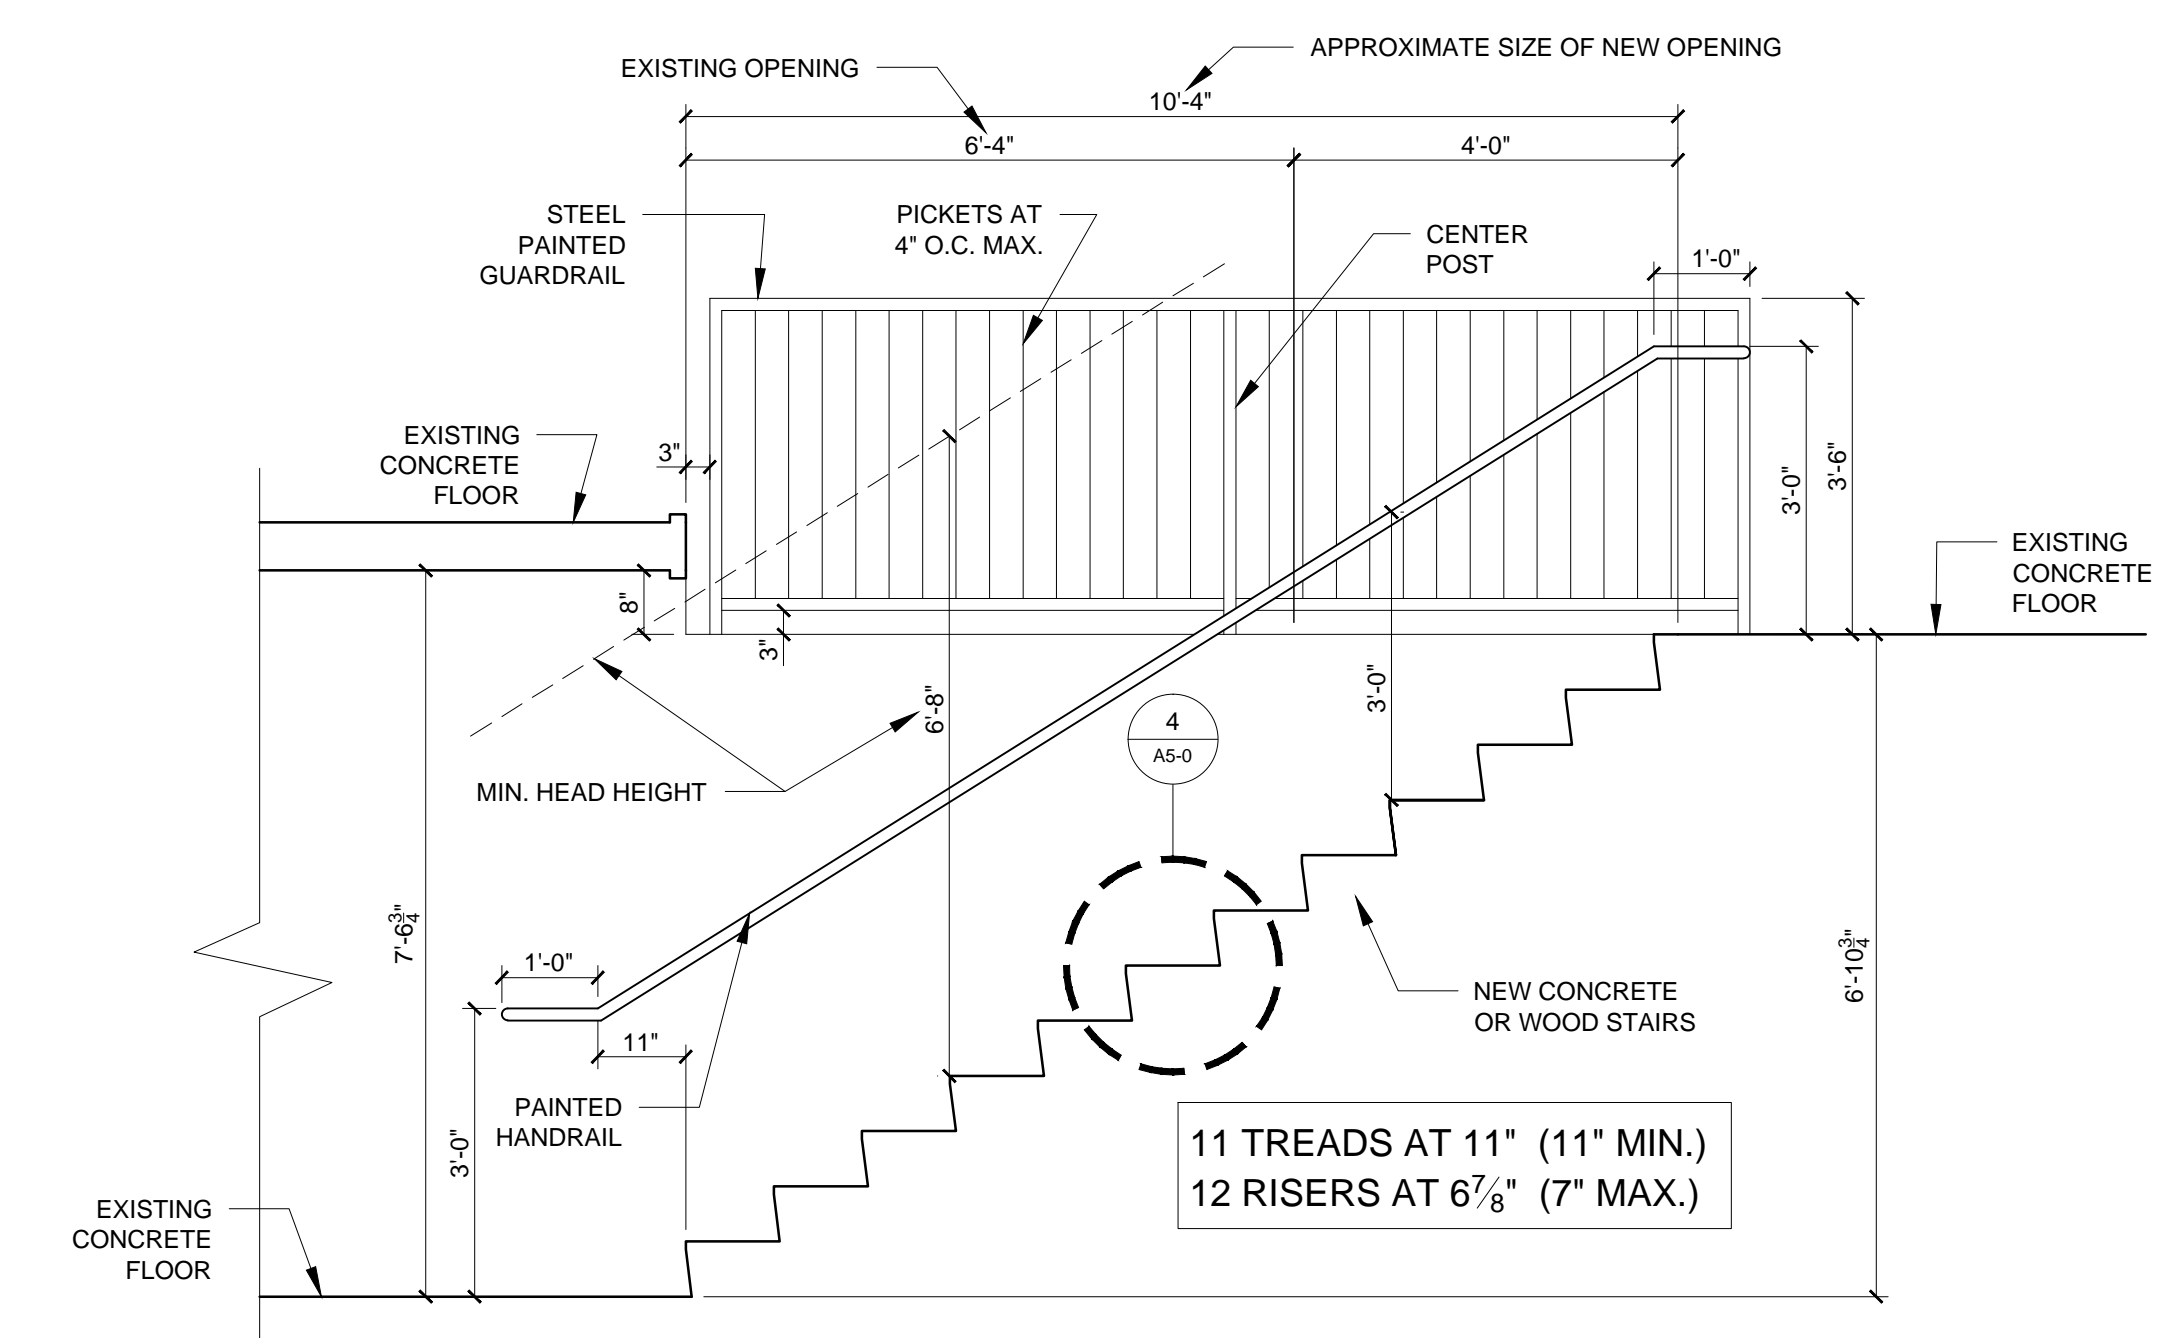 APPROXIMATE SIZE OF NEW OPENING
EXISTING OPENING
10'-4"
6'-4"
4'-0"
STEEL
PAINTED
GUARDRAIL
PICKETS AT
4" O.C. MAX.
CENTER
POST
1'-0"
EXISTING
CONCRETE
FLOOR
3"
3'-0"
3'-6"
EXISTING
CONCRETE
FLOOR
8"
3"
6'-8"
3'-0"
4
A5-0
MIN. HEAD HEIGHT
7'-6¾"
1'-0"
6'-10¾"
NEW CONCRETE
OR WOOD STAIRS
11"
PAINTED
HANDRAIL
3'-0"
11 TREADS AT 11" (11" MIN.)
12 RISERS AT 6⅞" (7" MAX.)
EXISTING
CONCRETE
FLOOR